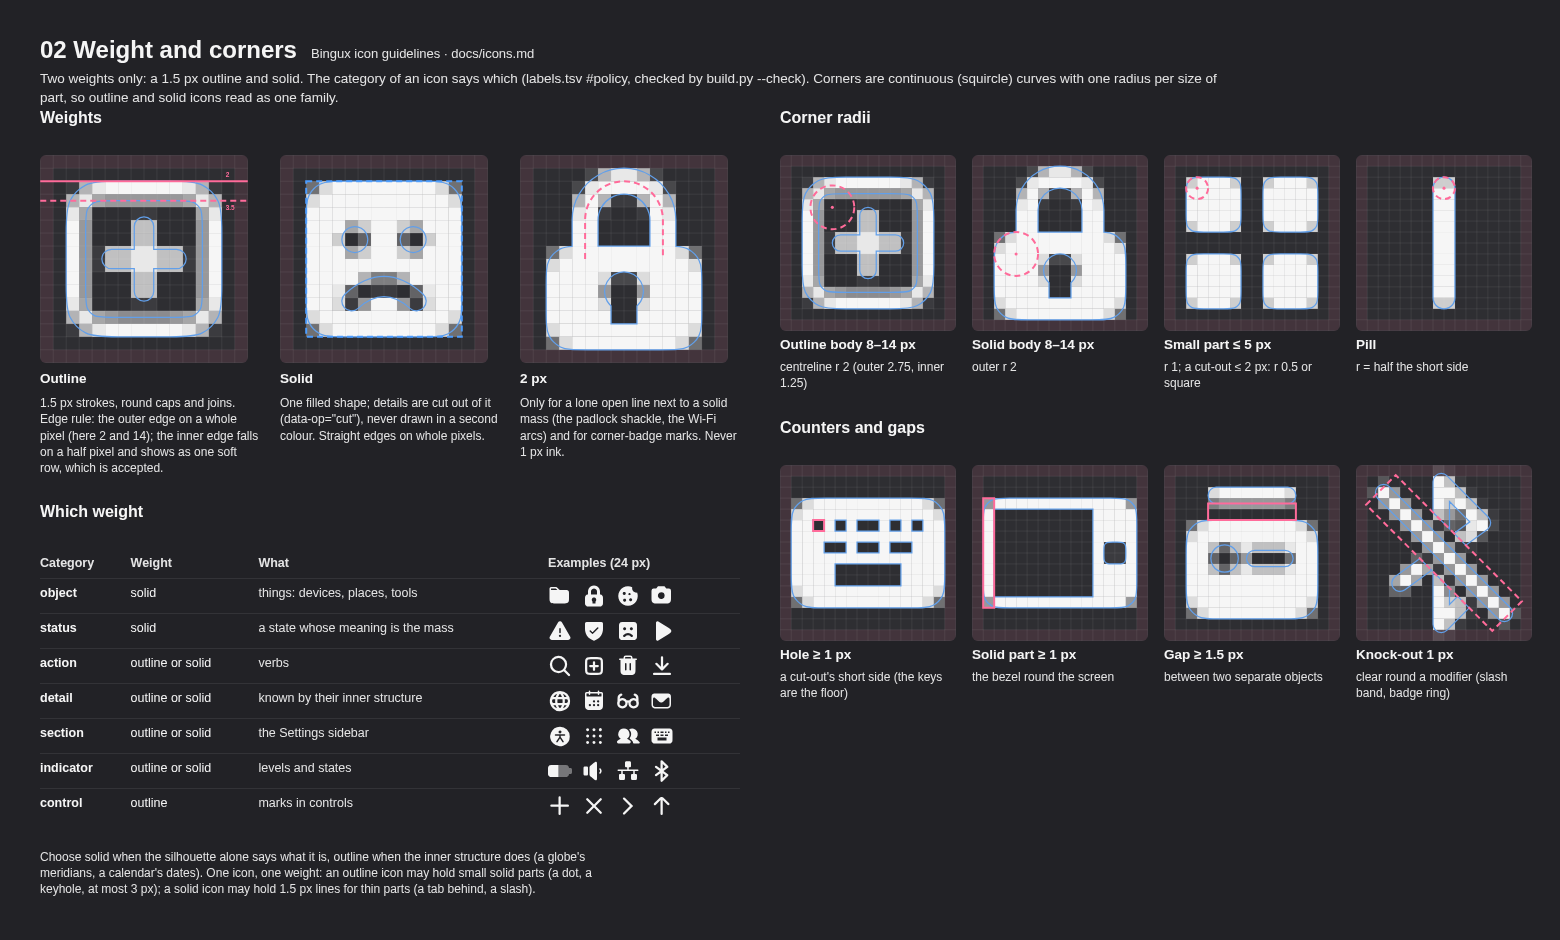 02 Weight and corners Bingux icon guidelines · docs/icons.md
Two weights only: a 1.5 px outline and solid. The category of an icon says which (labels.tsv #policy, checked by build.py --check). Corners are continuous (squircle) curves with one radius per size of
part, so outline and solid icons read as one family.
Weights
2
3.5
Outline
1.5 px strokes, round caps and joins.
Edge rule: the outer edge on a whole
pixel (here 2 and 14); the inner edge falls
on a half pixel and shows as one soft
row, which is accepted.
Solid
One filled shape; details are cut out of it
(data-op="cut"), never drawn in a second
colour. Straight edges on whole pixels.
2 px
Only for a lone open line next to a solid
mass (the padlock shackle, the Wi-Fi
arcs) and for corner-badge marks. Never
1 px ink.
Which weight
Category Weight What Examples (24 px)
object solid things: devices, places, tools
status solid a state whose meaning is the mass
action outline or solid verbs
detail outline or solid known by their inner structure
section outline or solid the Settings sidebar
indicator outline or solid levels and states
control outline marks in controls
Choose solid when the silhouette alone says what it is, outline when the inner structure does (a globe's
meridians, a calendar's dates). One icon, one weight: an outline icon may hold small solid parts (a dot, a
keyhole, at most 3 px); a solid icon may hold 1.5 px lines for thin parts (a tab behind, a slash).
Corner radii
Outline body 8–14 px
centreline r 2 (outer 2.75, inner
1.25)
Solid body 8–14 px
outer r 2
Small part ≤ 5 px
r 1; a cut-out ≤ 2 px: r 0.5 or
square
Pill
r = half the short side
Counters and gaps
Hole ≥ 1 px
a cut-out's short side (the keys
are the floor)
Solid part ≥ 1 px
the bezel round the screen
Gap ≥ 1.5 px
between two separate objects
Knock-out 1 px
clear round a modifier (slash
band, badge ring)